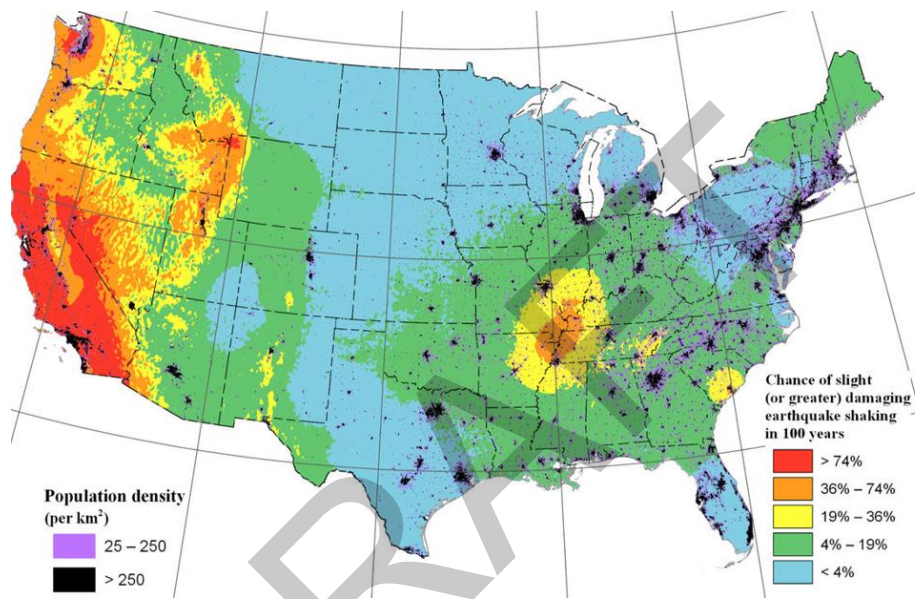 DRAFT
Chance of slight
(or greater) damaging
earthquake shaking
in 100 years
> 74%
36% – 74%
19% – 36%
4% – 19%
< 4%
Population density
(per km²)
25 – 250
> 250